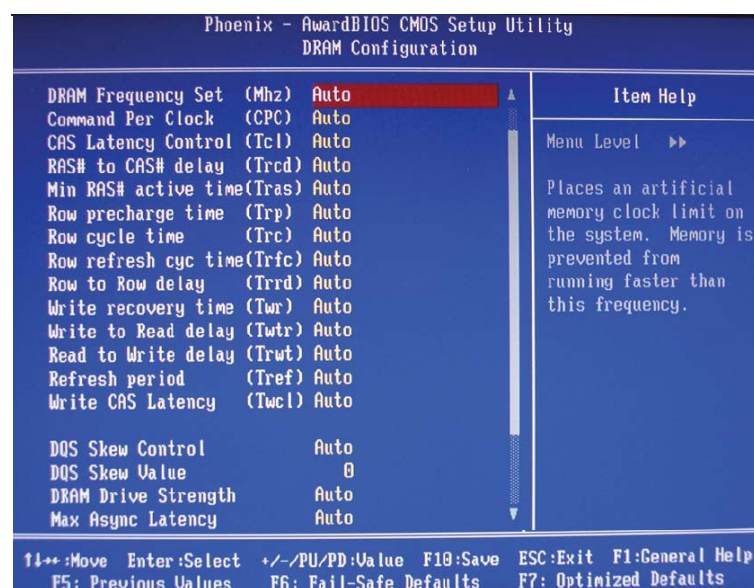 Phoenix - AwardBIOS CMOS Setup Utility
DRAM Configuration
DRAM Frequency Set (Mhz) Auto
Command Per Clock (CPC) Auto
CAS Latency Control (Tcl) Auto
RAS# to CAS# delay (Trcd) Auto
Min RAS# active time(Tras) Auto
Row precharge time (Trp) Auto
Row cycle time (Trc) Auto
Row refresh cyc time(Trfc) Auto
Row to Row delay (Trrd) Auto
Write recovery time (Twr) Auto
Write to Read delay (Twtr) Auto
Read to Write delay (Trwt) Auto
Refresh period (Tref) Auto
Write CAS Latency (Twcl) Auto
DQS Skew Control Auto
DQS Skew Value 0
DRAM Drive Strength Auto
Max Async Latency Auto
Item Help
Menu Level ▸▸
Places an artificial
memory clock limit on
the system. Memory is
prevented from
running faster than
this frequency.
↑↓→←:Move Enter:Select +/-/PU/PD:Value F10:Save ESC:Exit F1:General Help
F5: Previous Values F6: Fail-Safe Defaults F7: Optimized Defaults